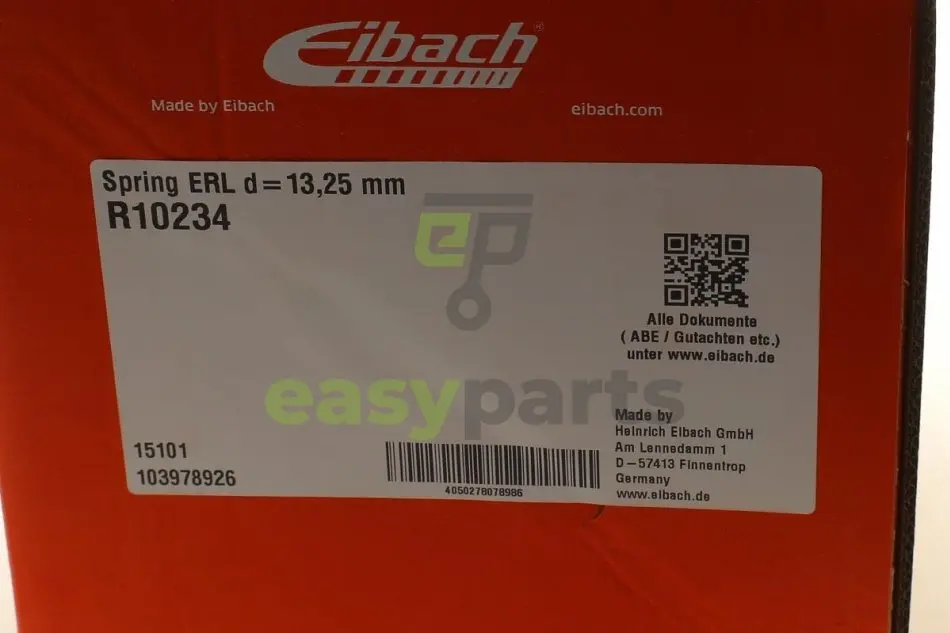 Eibach®
Made by Eibach
eibach.com
Spring ERL d=13,25 mm
R10234
ep
Alle Dokumente
( ABE / Gutachten etc.)
unter www.eibach.de
easyparts
Made by
Heinrich Eibach GmbH
Am Lennedamm 1
D-57413 Finnentrop
Germany
www.eibach.de
15101
103978926
4050278078986